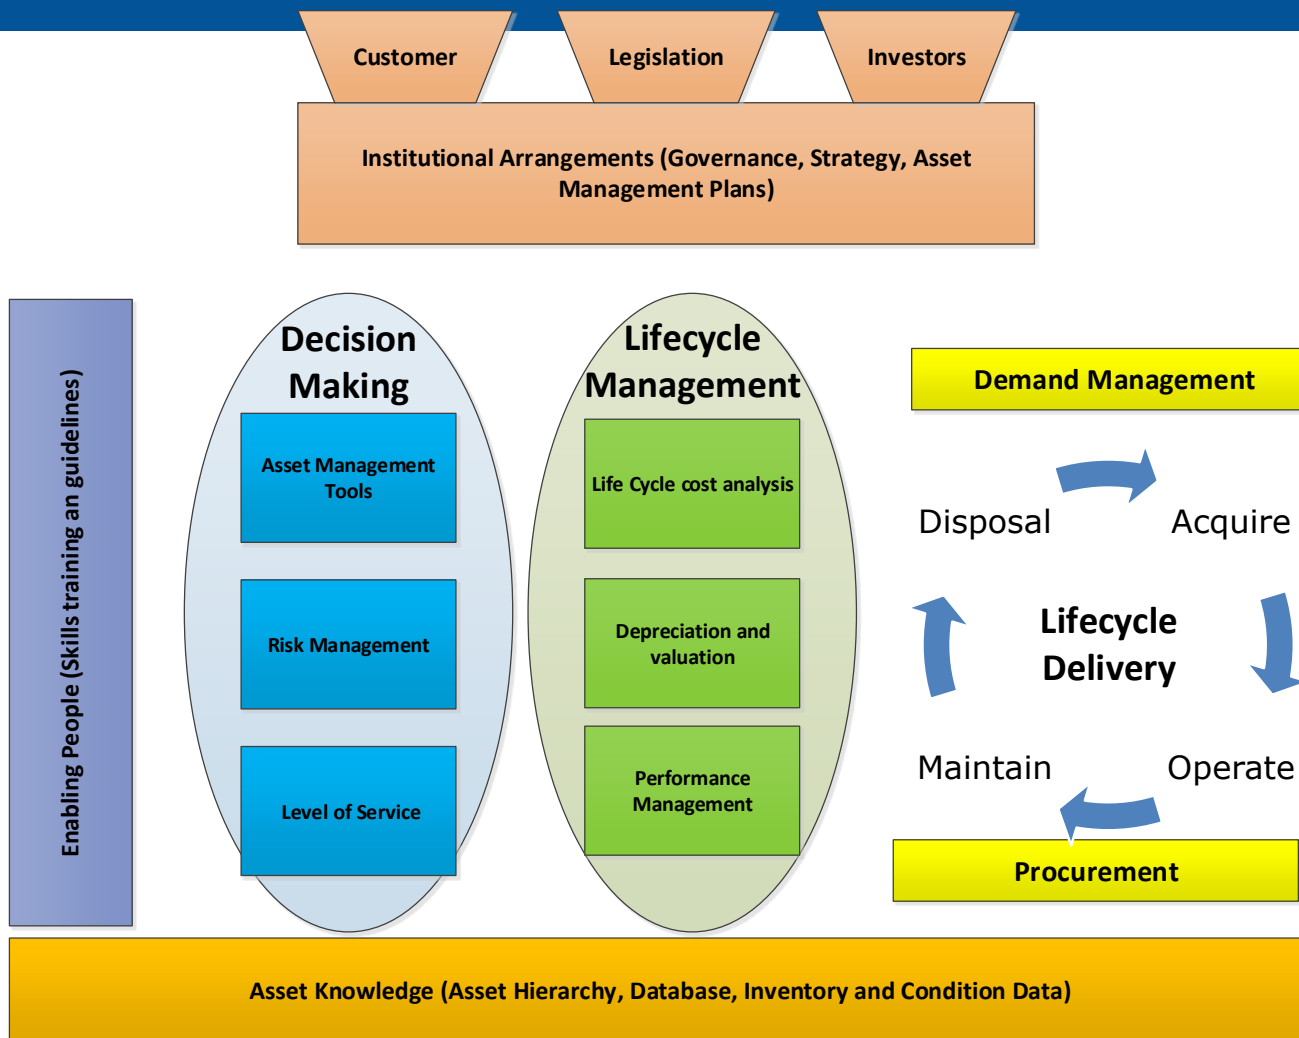 Customer
Legislation
Investors
Institutional Arrangements (Governance, Strategy, Asset
Management Plans)
Enabling People (Skills training an guidelines)
Decision
Making
Asset Management
Tools
Risk Management
Level of Service
Lifecycle
Management
Life Cycle cost analysis
Depreciation and
valuation
Performance
Management
Demand Management
Disposal
Acquire
Lifecycle
Delivery
Maintain
Operate
Procurement
Asset Knowledge (Asset Hierarchy, Database, Inventory and Condition Data)